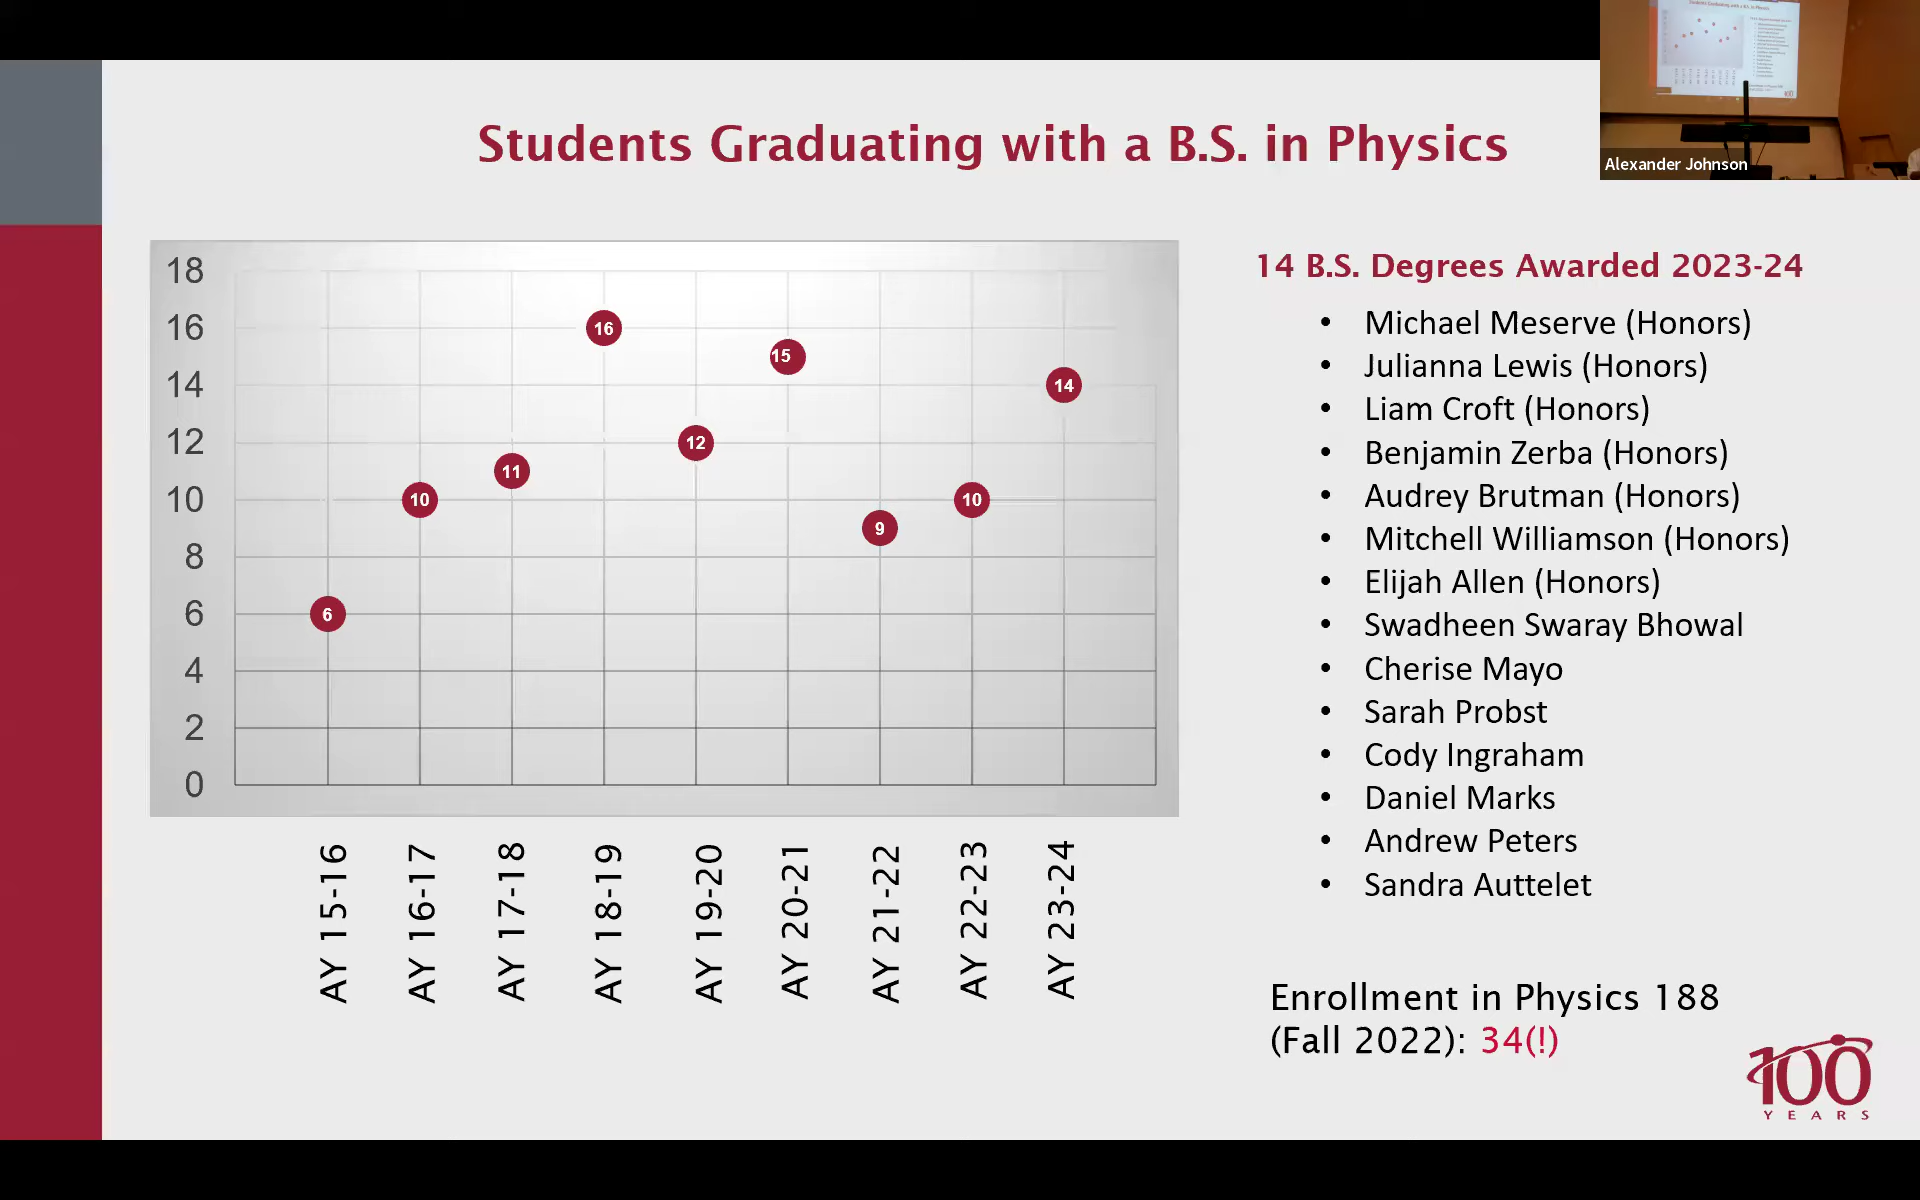 Students Graduating with a B.S. in Physics
Alexander Johnson
18
16
14
12
10
8
6
4
2
0
6
10
11
16
12
15
9
10
14
AY 15-16
AY 16-17
AY 17-18
AY 18-19
AY 19-20
AY 20-21
AY 21-22
AY 22-23
AY 23-24
14 B.S. Degrees Awarded 2023-24
• Michael Meserve (Honors)
• Julianna Lewis (Honors)
• Liam Croft (Honors)
• Benjamin Zerba (Honors)
• Audrey Brutman (Honors)
• Mitchell Williamson (Honors)
• Elijah Allen (Honors)
• Swadheen Swaray Bhowal
• Cherise Mayo
• Sarah Probst
• Cody Ingraham
• Daniel Marks
• Andrew Peters
• Sandra Auttelet
Enrollment in Physics 188
(Fall 2022): 34(!)
100
YEARS